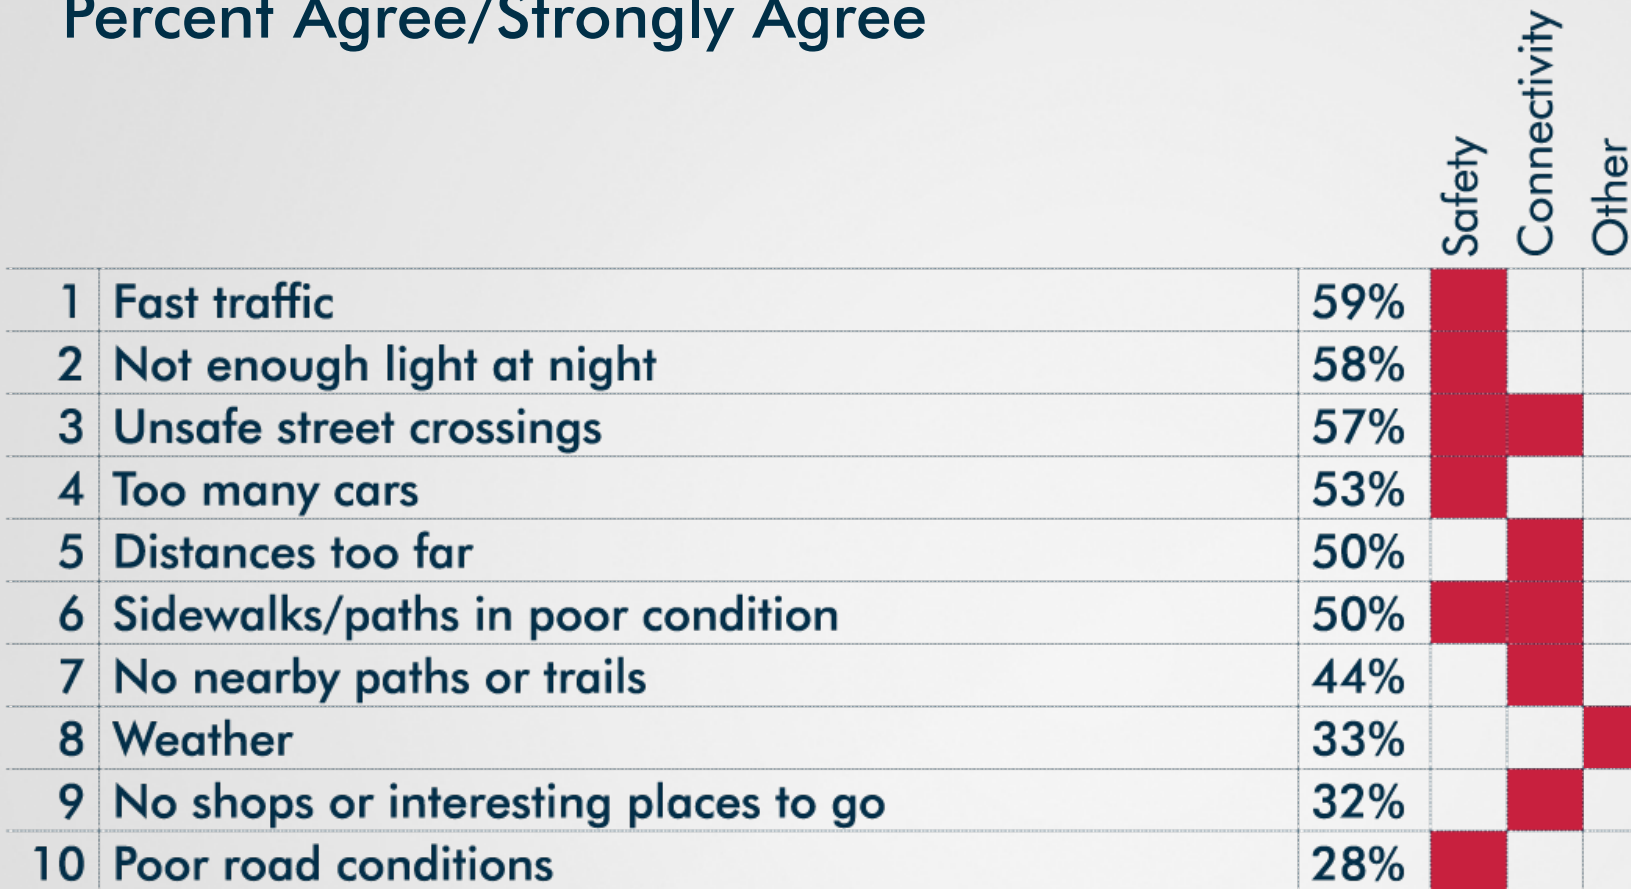 Percent Agree/Strongly Agree
Safety
Connectivity
Other
1 Fast traffic 59%
2 Not enough light at night 58%
3 Unsafe street crossings 57%
4 Too many cars 53%
5 Distances too far 50%
6 Sidewalks/paths in poor condition 50%
7 No nearby paths or trails 44%
8 Weather 33%
9 No shops or interesting places to go 32%
10 Poor road conditions 28%